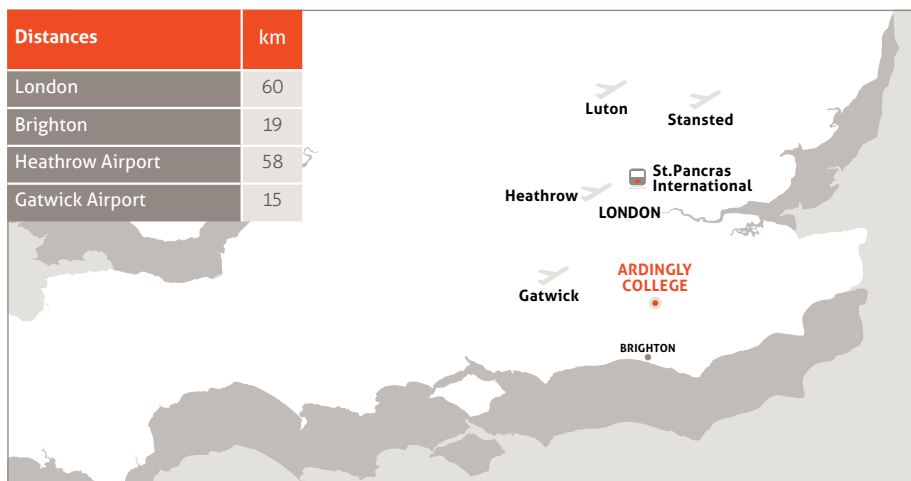 Distances km
London 60
Brighton 19
Heathrow Airport 58
Gatwick Airport 15
Luton
Stansted
St.Pancras
International
Heathrow
LONDON
ARDINGLY
COLLEGE
Gatwick
BRIGHTON